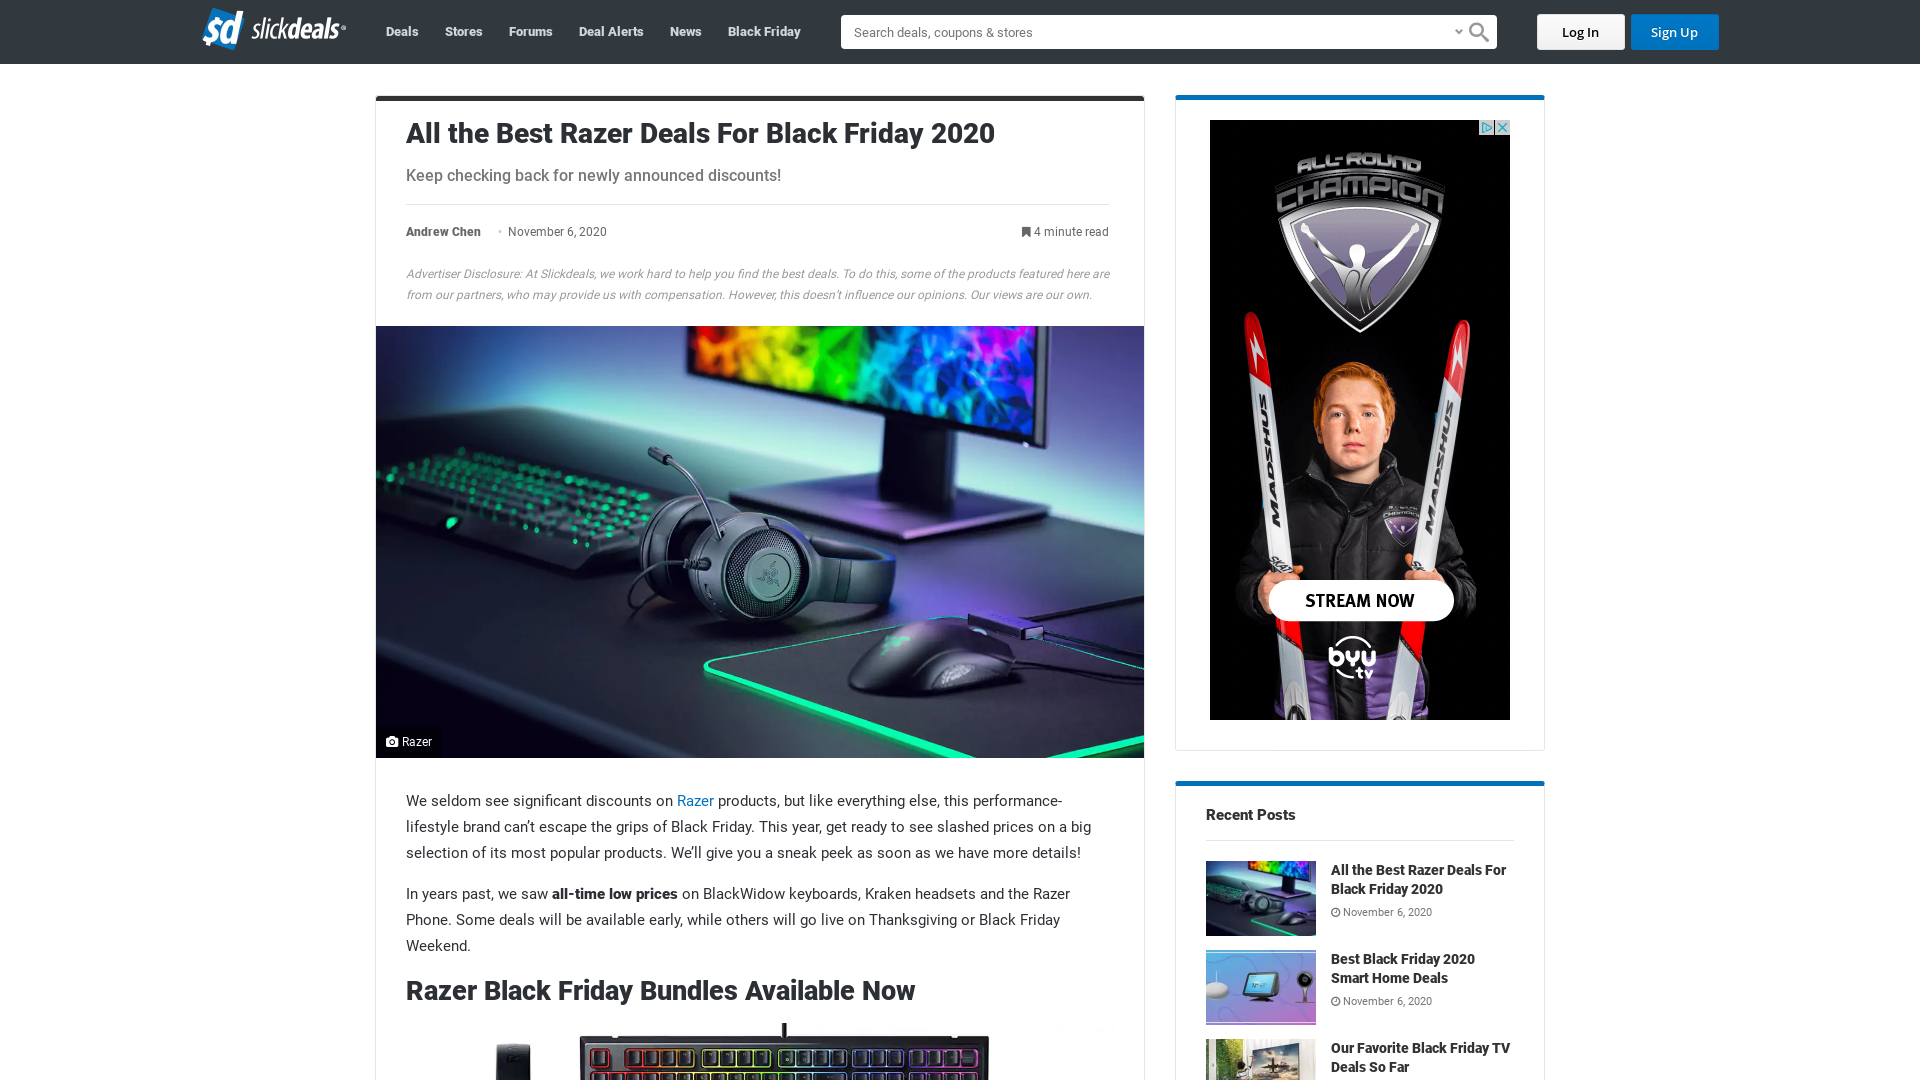 $d slickdeals
Deals
Stores
Forums
Deal Alerts
News
Black Friday
Search deals, coupons & stores
Log In
Sign Up
All the Best Razer Deals For Black Friday 2020
Keep checking back for newly announced discounts!
Andrew Chen • November 6, 2020
4 minute read
Advertiser Disclosure: At Slickdeals, we work hard to help you find the best deals. To do this, some of the products featured here are
from our partners, who may provide us with compensation. However, this doesn’t influence our opinions. Our views are our own.
Razer
We seldom see significant discounts on Razer products, but like everything else, this performance-
lifestyle brand can’t escape the grips of Black Friday. This year, get ready to see slashed prices on a big
selection of its most popular products. We’ll give you a sneak peek as soon as we have more details!
In years past, we saw all-time low prices on BlackWidow keyboards, Kraken headsets and the Razer
Phone. Some deals will be available early, while others will go live on Thanksgiving or Black Friday
Weekend.
Razer Black Friday Bundles Available Now
ALL-ROUND
CHAMPION
MADSHUS
MADSHUS
CHAMPION
STREAM NOW
byu
tv
Recent Posts
All the Best Razer Deals For
Black Friday 2020
November 6, 2020
Best Black Friday 2020
Smart Home Deals
November 6, 2020
Our Favorite Black Friday TV
Deals So Far